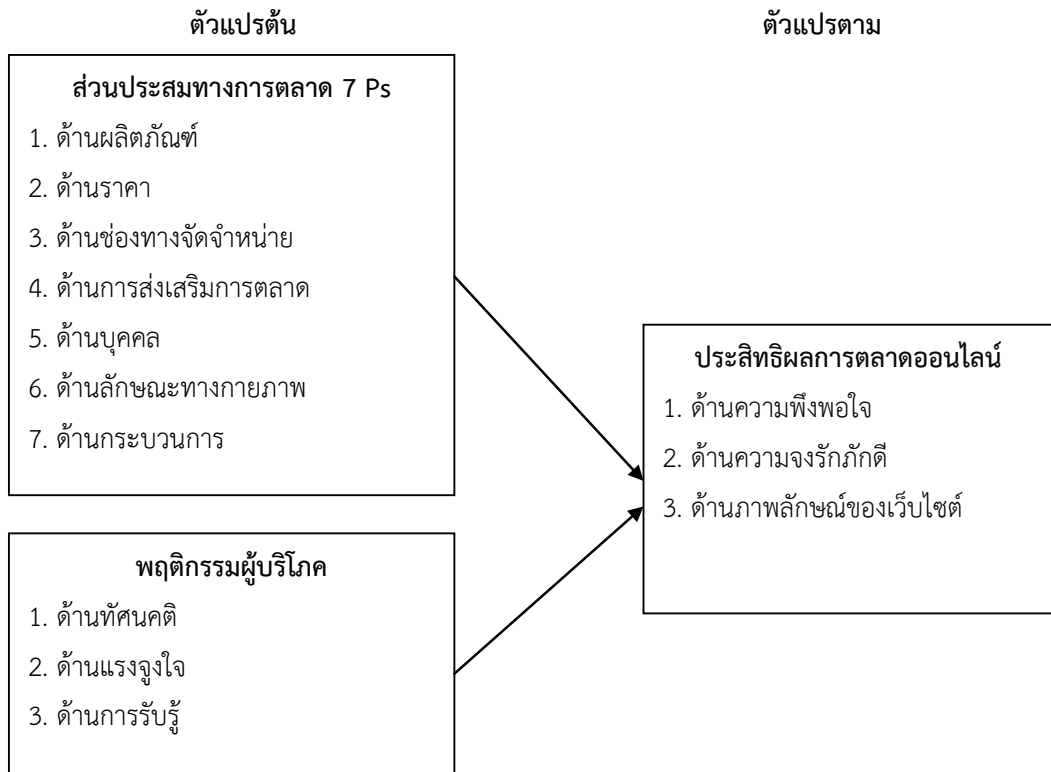 ตัวแปรต้น
ตัวแปรตาม
ส่วนประสมทางการตลาด 7 Ps
1. ด้านผลิตภัณฑ์
2. ด้านราคา
3. ด้านช่องทางจัดจำหน่าย
4. ด้านการส่งเสริมการตลาด
5. ด้านบุคคล
6. ด้านลักษณะทางกายภาพ
7. ด้านกระบวนการ
พฤติกรรมผู้บริโภค
1. ด้านทัศนคติ
2. ด้านแรงจูงใจ
3. ด้านการรับรู้
ประสิทธิผลการตลาดออนไลน์
1. ด้านความพึงพอใจ
2. ด้านความจงรักภักดี
3. ด้านภาพลักษณ์ของเว็บไซต์